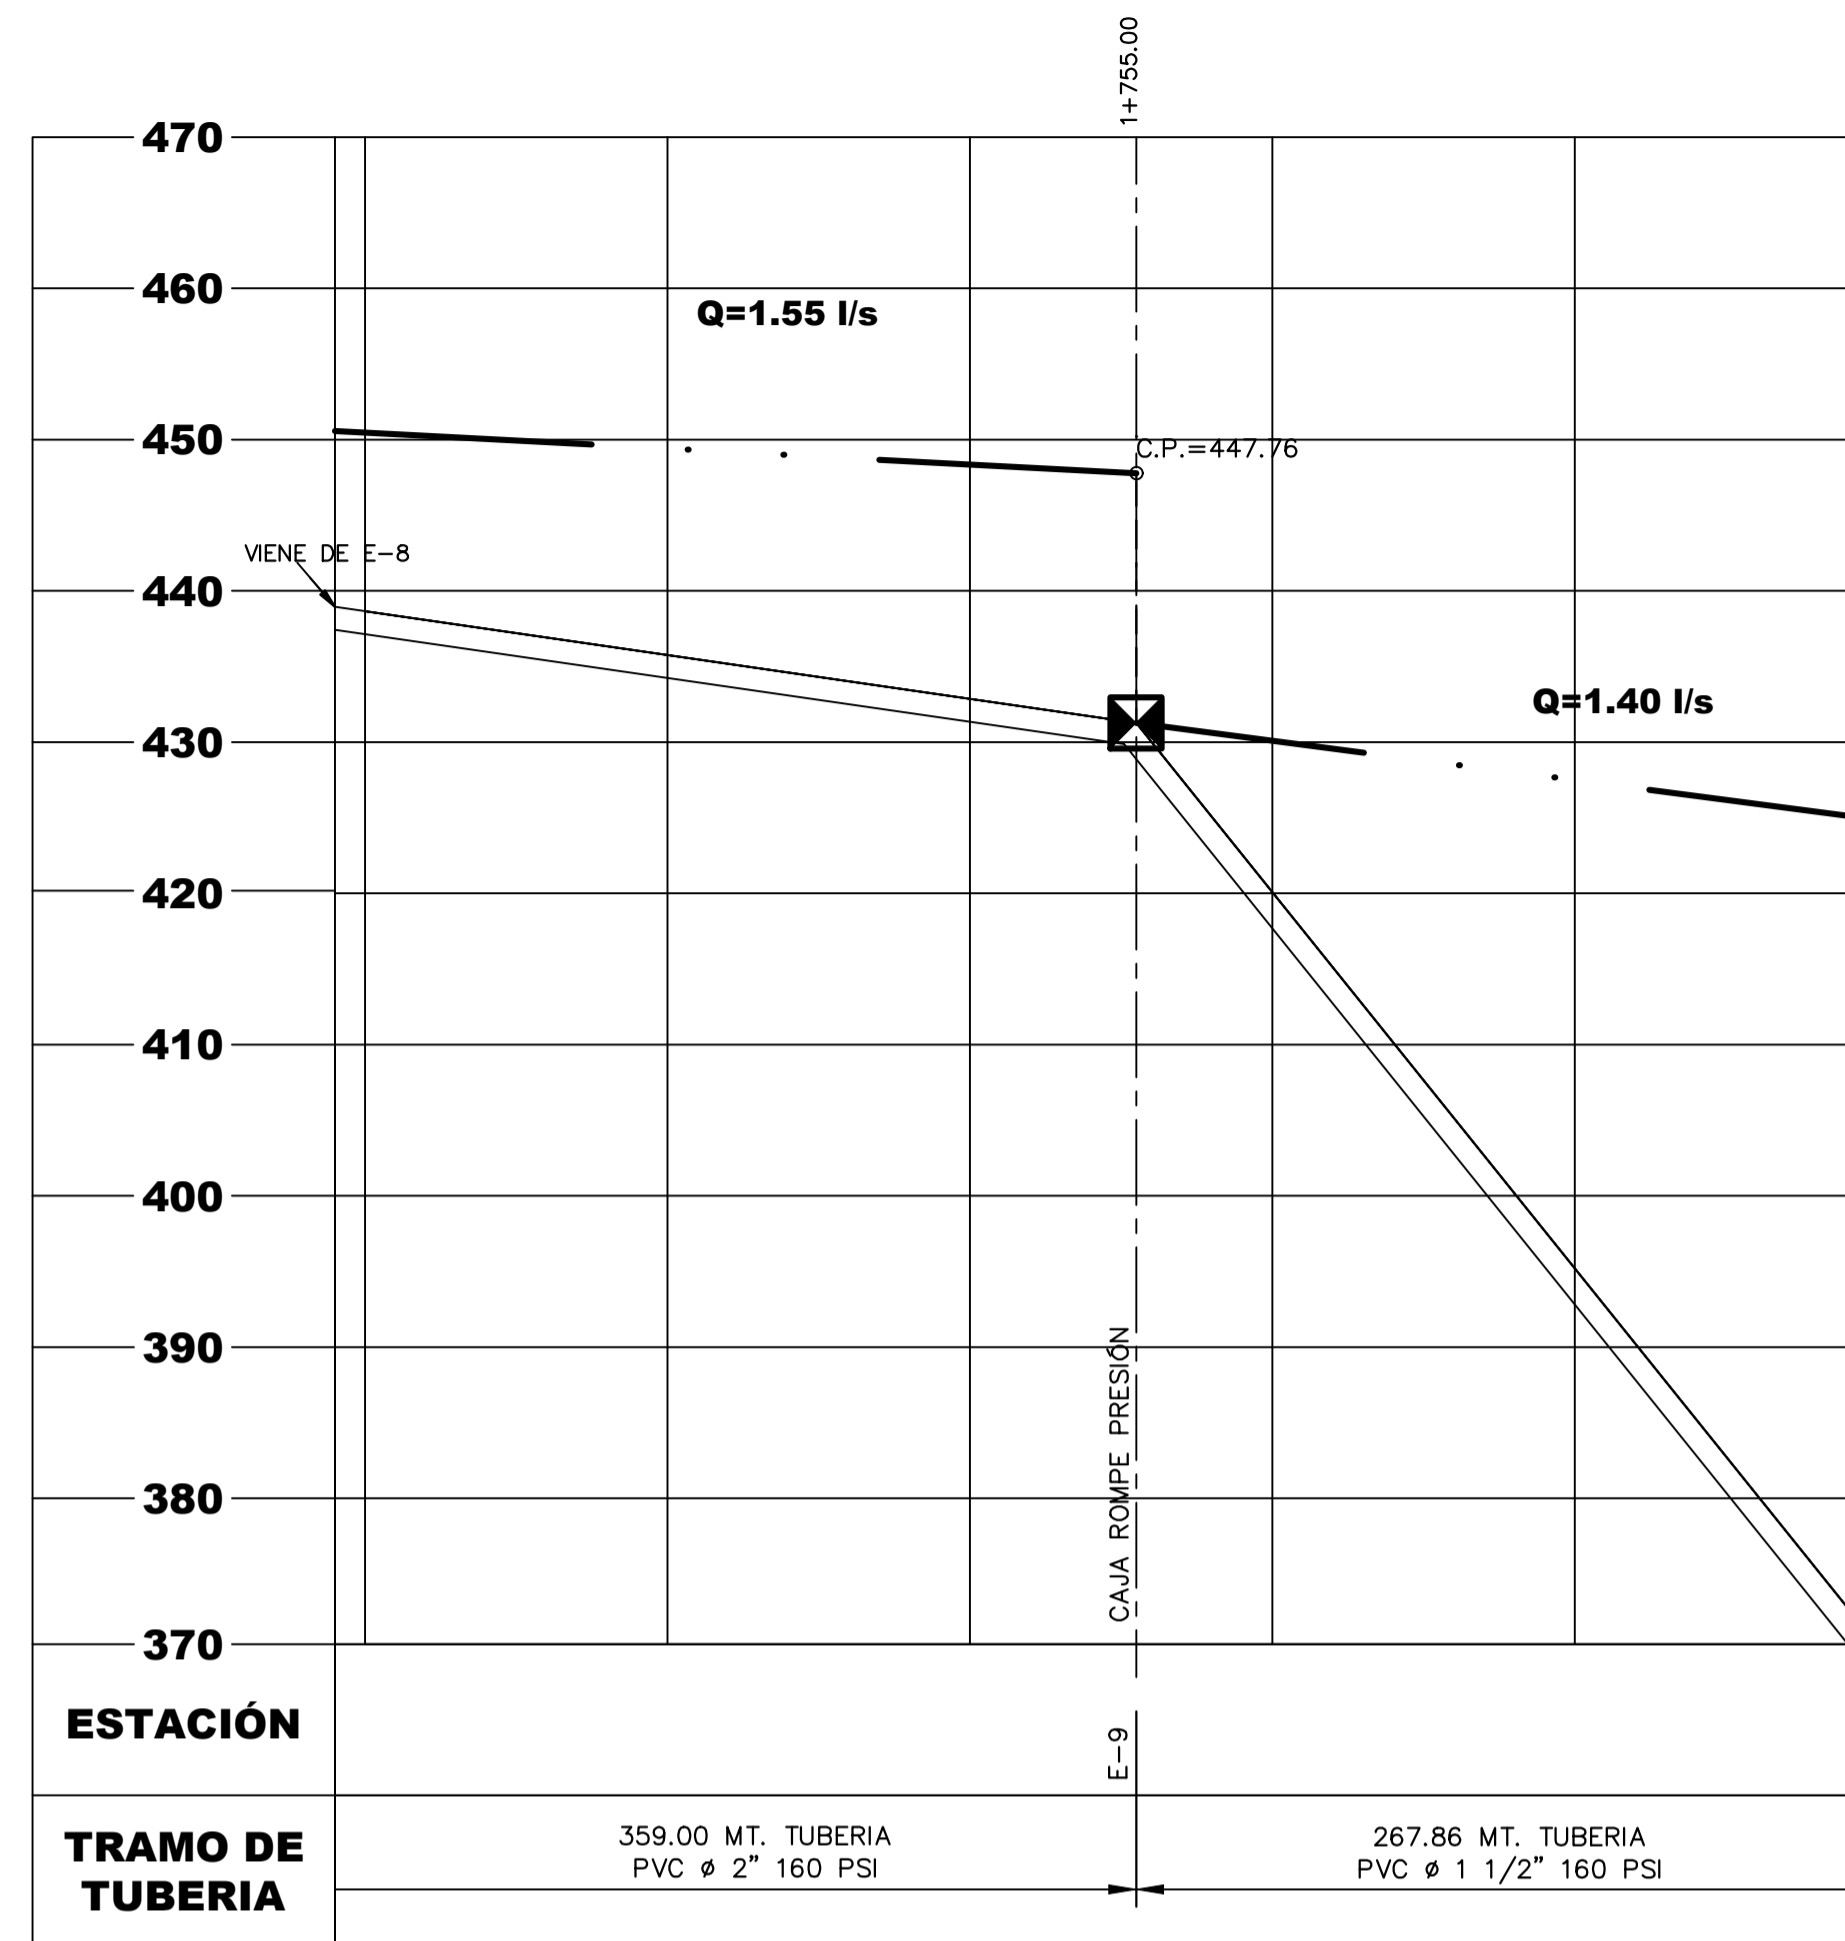 1+755.00
470
460
Q=1.55 l/s
450
C.P.=447.76
VIENE DE E-8
440
Q=1.40 l/s
430
420
410
400
390
380
CAJA ROMPE PRESIÓN
370
ESTACIÓN
E-9
TRAMO DE
TUBERIA
359.00 MT. TUBERIA
PVC ø 2” 160 PSI
267.86 MT. TUBERIA
PVC ø 1 1/2” 160 PSI